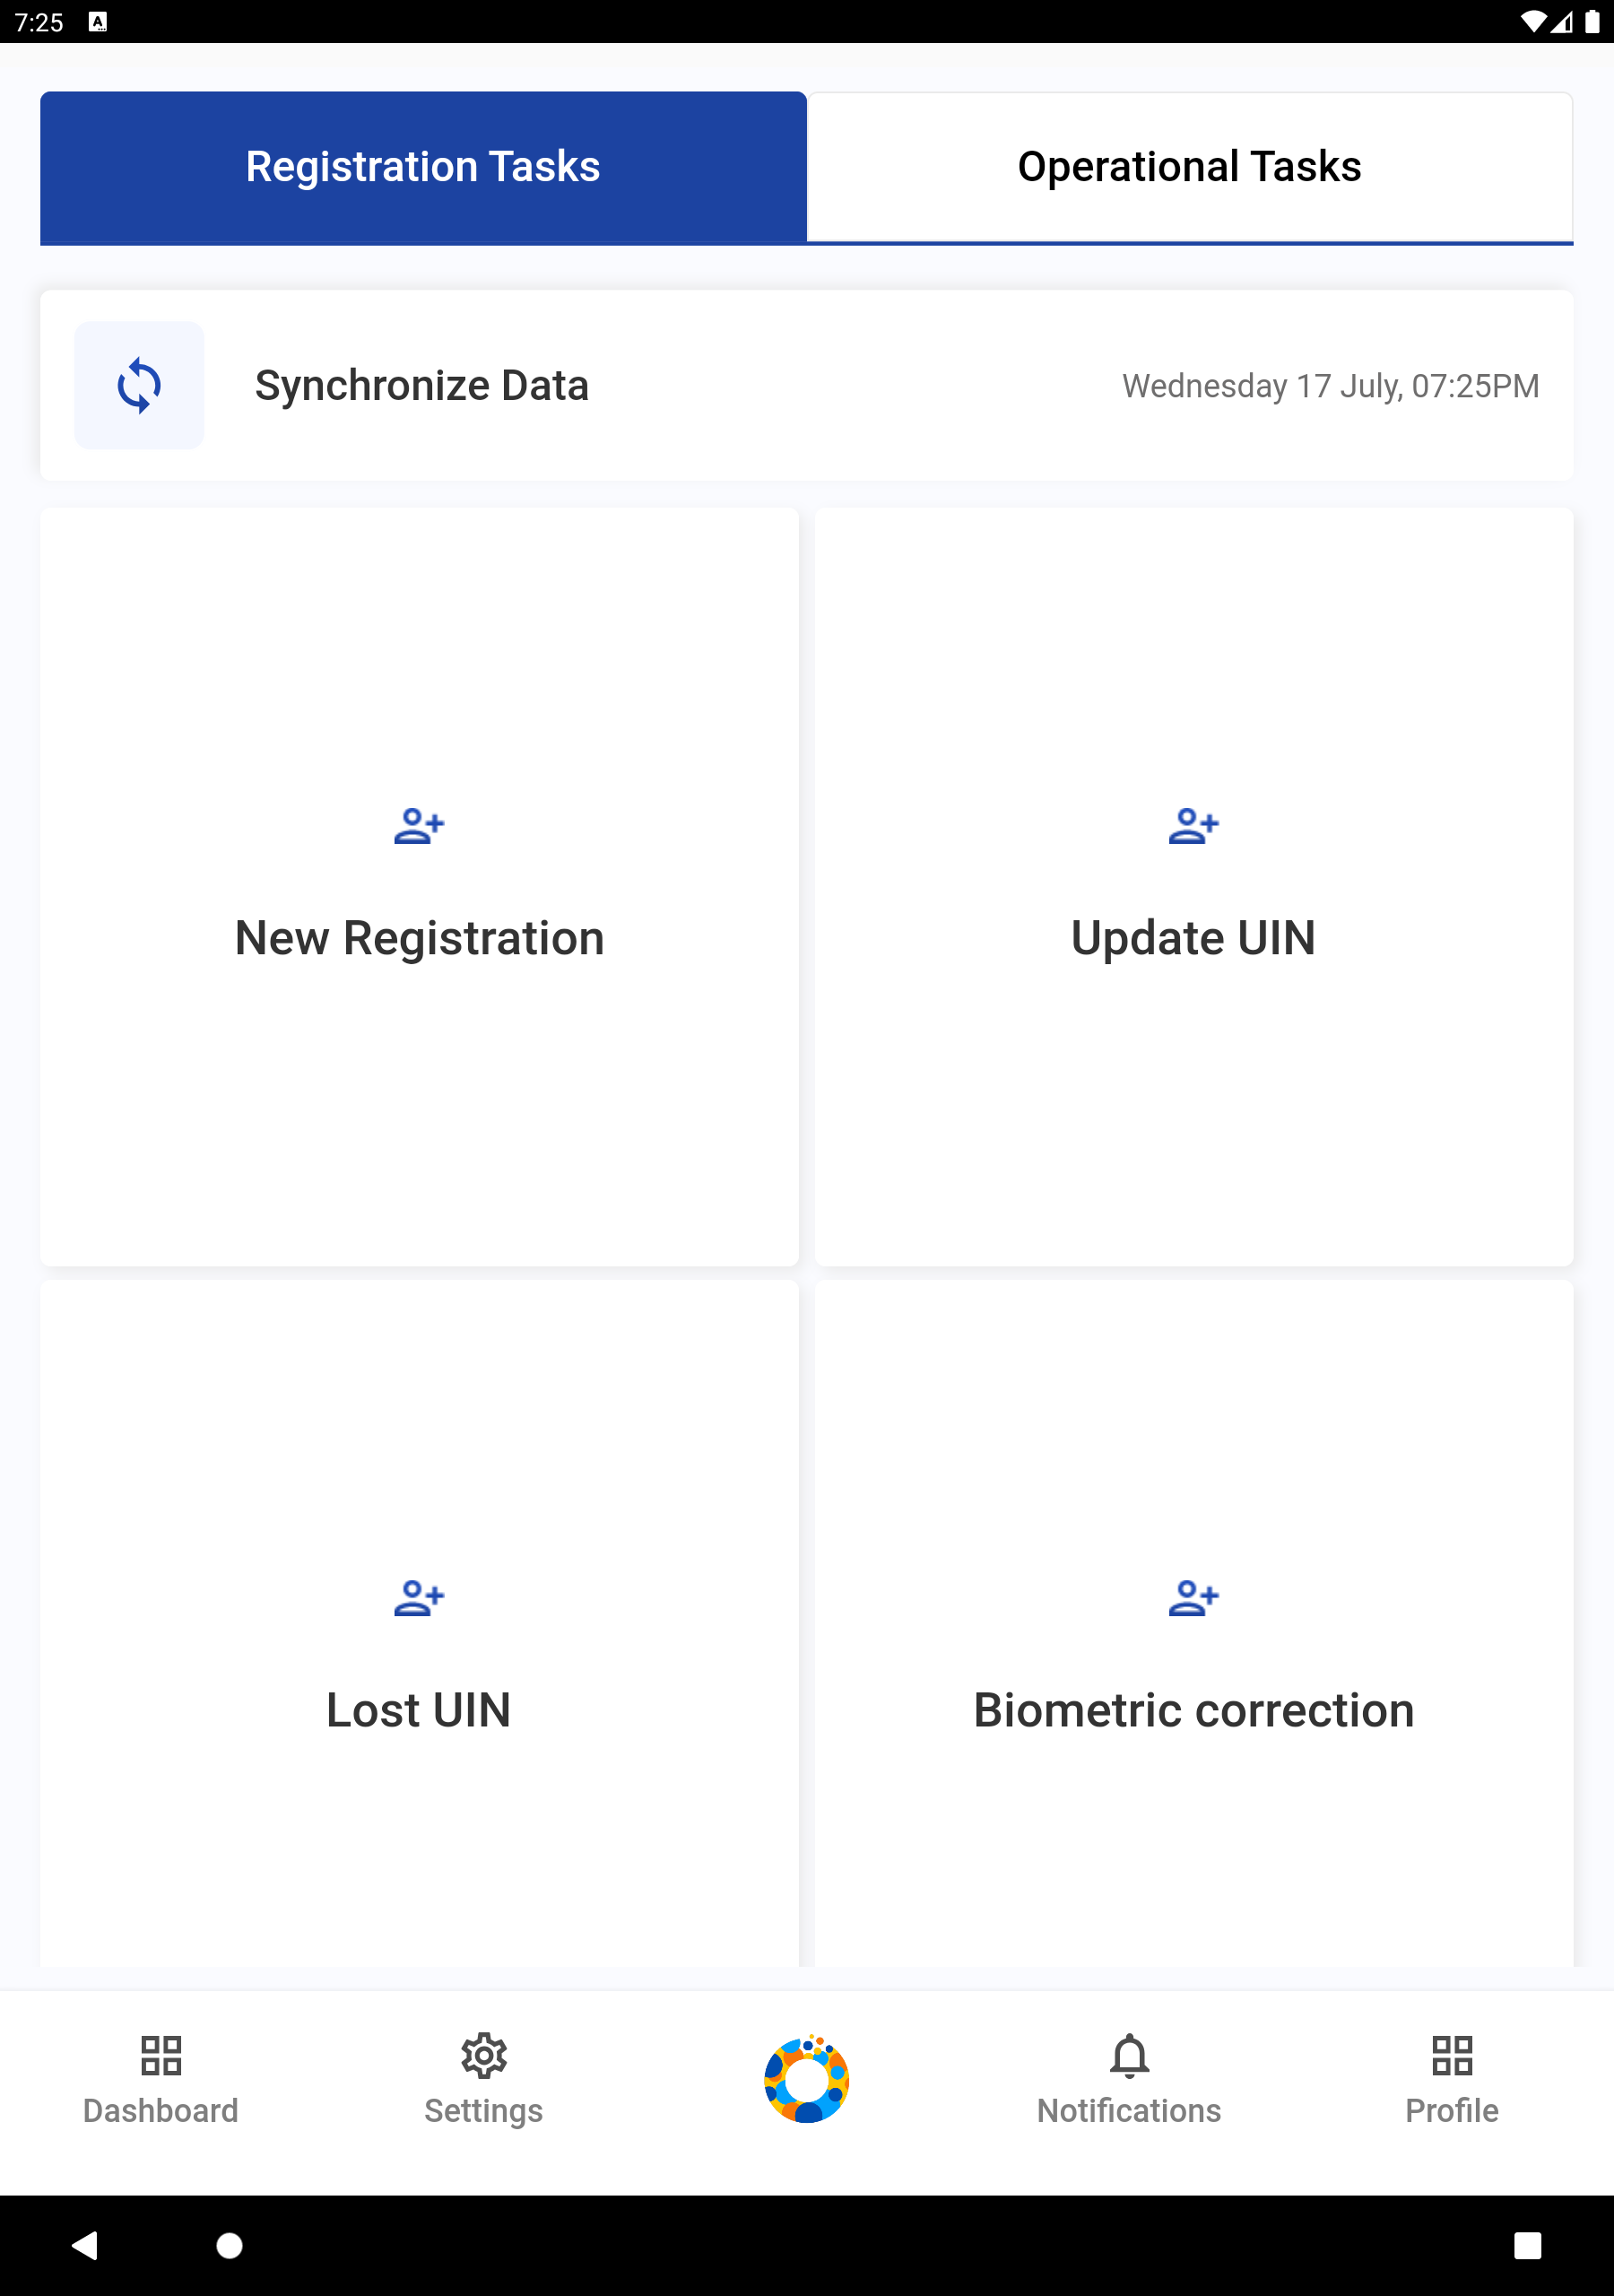 7:25
Registration Tasks
Operational Tasks
Synchronize Data
Wednesday 17 July, 07:25PM
New Registration
Update UIN
Lost UIN
Biometric correction
Dashboard
Settings
Notifications
Profile